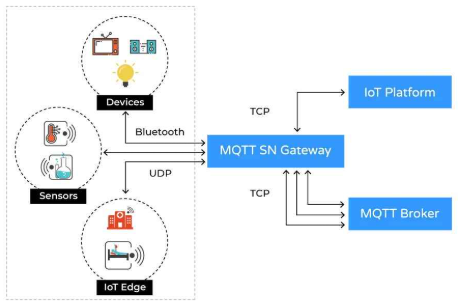 Devices
Bluetooth
Sensors
UDP
IoT Edge
MQTT SN Gateway
TCP
IoT Platform
TCP
MQTT Broker